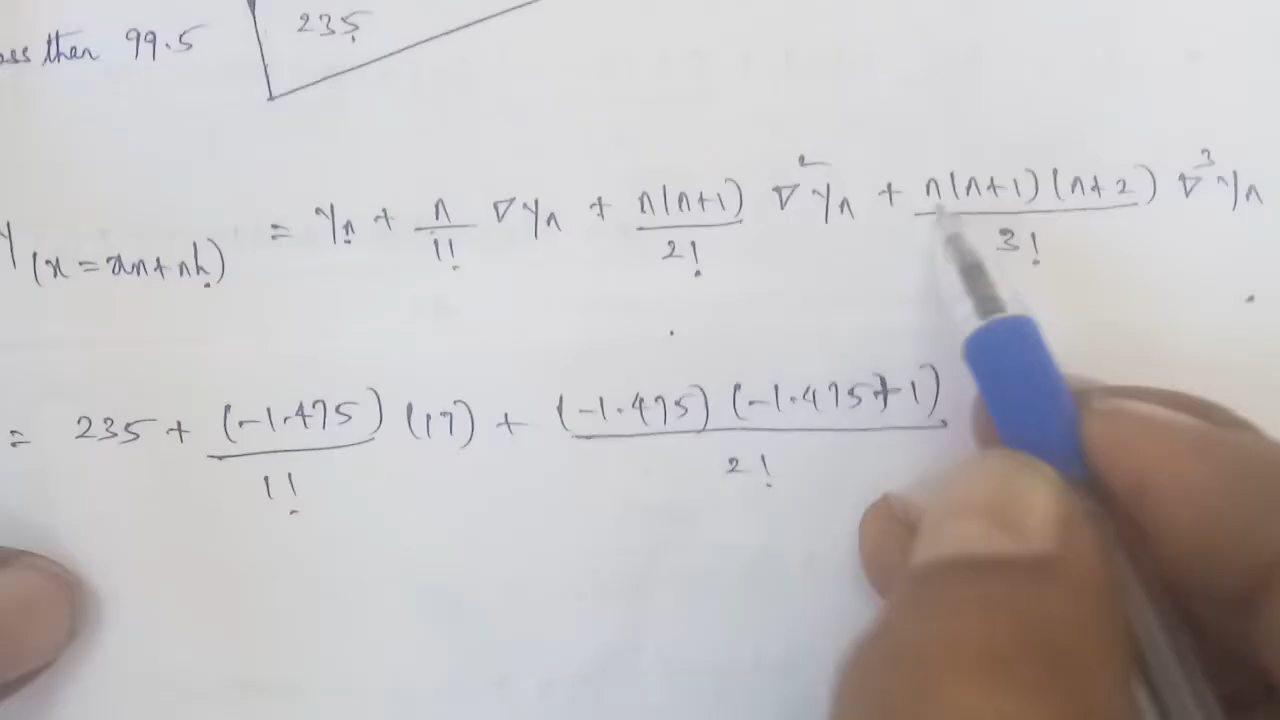 235
than 99.5
y(x = xn + nh) = yn + n/1! ∇yn + n(n+1)/2! ∇²yn + n(n+1)(n+2)/3! ∇³yn
= 235 + (-1.475)/1! (17) + (-1.475)(-1.475+1)/2!